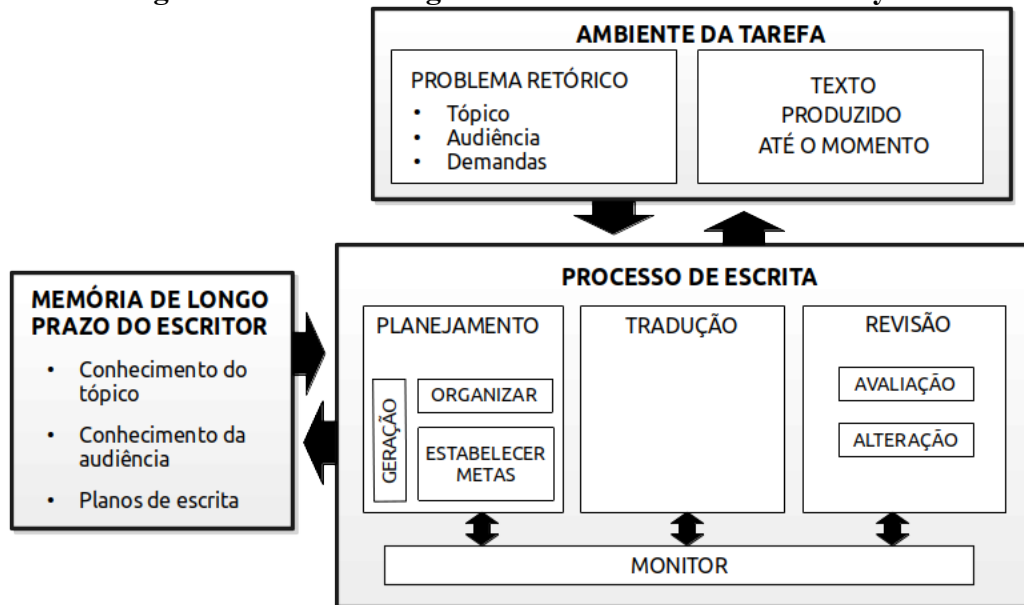 AMBIENTE DA TAREFA
PROBLEMA RETÓRICO
• Tópico
• Audiência
• Demandas
TEXTO
PRODUZIDO
ATÉ O MOMENTO
PROCESSO DE ESCRITA
MEMÓRIA DE LONGO
PRAZO DO ESCRITOR
• Conhecimento do
tópico
• Conhecimento da
audiência
• Planos de escrita
PLANEJAMENTO
GERAÇÃO
ORGANIZAR
ESTABELECER
METAS
TRADUÇÃO
REVISÃO
AVALIAÇÃO
ALTERAÇÃO
MONITOR